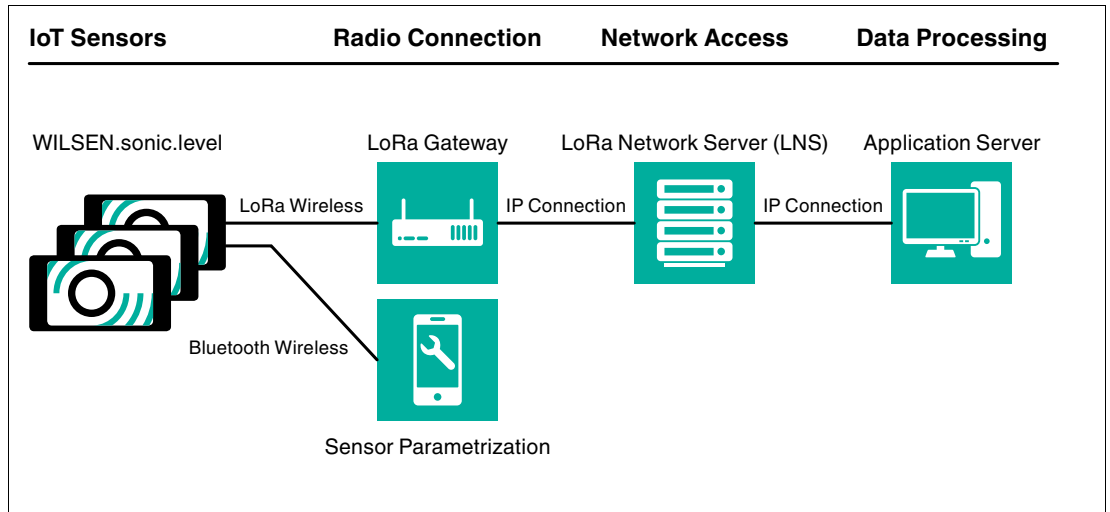 IoT Sensors
Radio Connection
Network Access
Data Processing
WILSEN.sonic.level
LoRa Gateway
LoRa Network Server (LNS)
Application Server
LoRa Wireless
IP Connection
IP Connection
Bluetooth Wireless
Sensor Parametrization